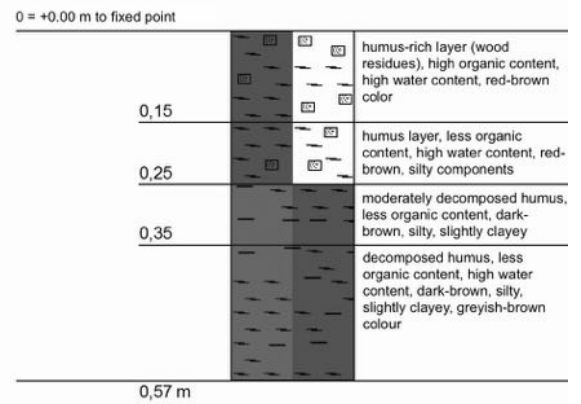 0 = +0.00 m to fixed point
humus-rich layer (wood
residues), high organic content,
high water content, red-brown
color
0,15
humus layer, less organic
content, high water content, red-
brown, silty components
0,25
moderately decomposed humus,
less organic content, dark-
brown, silty, slightly clayey
0,35
decomposed humus, less
organic content, high water
content, dark-brown, silty,
slightly clayey, greyish-brown
colour
0,57 m